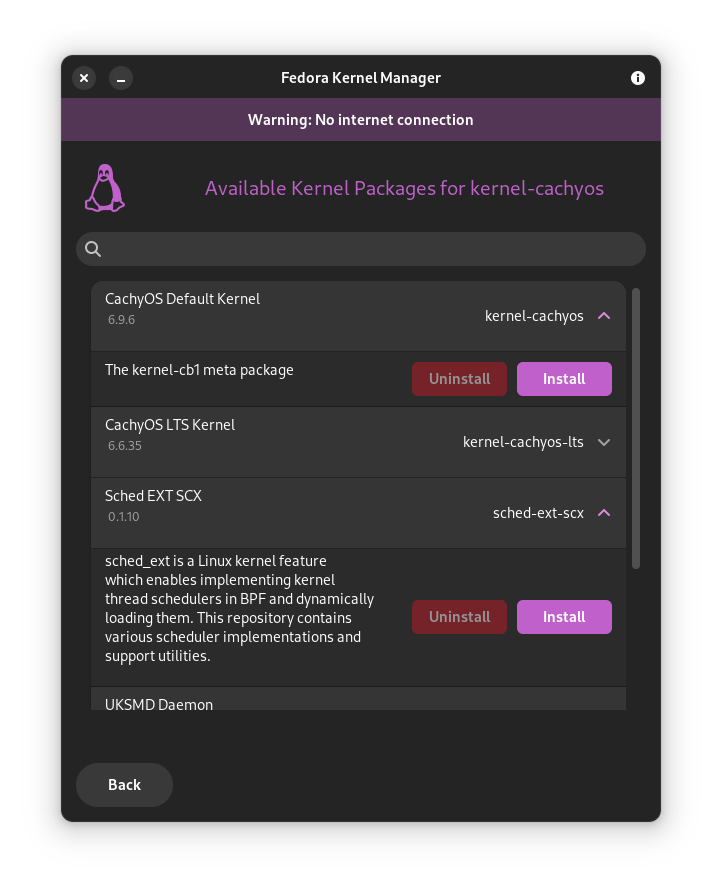 Fedora Kernel Manager
Warning: No internet connection
Available Kernel Packages for kernel-cachyos
CachyOS Default Kernel
6.9.6
kernel-cachyos
The kernel-cb1 meta package
Uninstall
Install
CachyOS LTS Kernel
6.6.35
kernel-cachyos-lts
Sched EXT SCX
0.1.10
sched-ext-scx
sched_ext is a Linux kernel feature
which enables implementing kernel
thread schedulers in BPF and dynamically
loading them. This repository contains
various scheduler implementations and
support utilities.
Uninstall
Install
UKSMD Daemon
Back